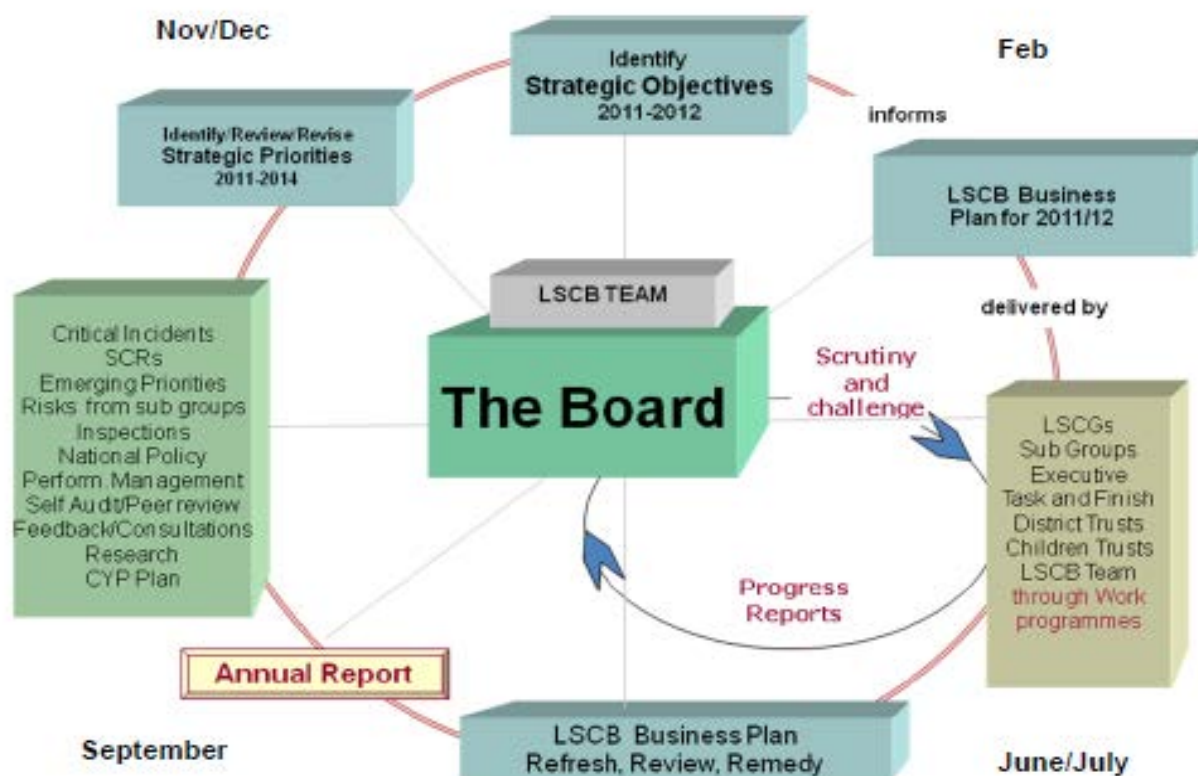 Nov/Dec
Identify
Strategic Objectives
2011-2012
Feb
informs
Identify/Review/Revise
Strategic Priorities
2011-2014
LSCB Business
Plan for 2011/12
LSCB TEAM
The Board
delivered by
Scrutiny
and
challenge
Critical Incidents
SCRs
Emerging Priorities
Risks from sub groups
Inspections
National Policy
Perform. Management
Self Audit/Peer review
Feedback/Consultations
Research
CYP Plan
LSCGs
Sub Groups
Executive
Task and Finish
District Trusts
Children Trusts
LSCB Team
through Work
programmes
Progress
Reports
Annual Report
LSCB Business Plan
Refresh, Review, Remedy
September
June/July